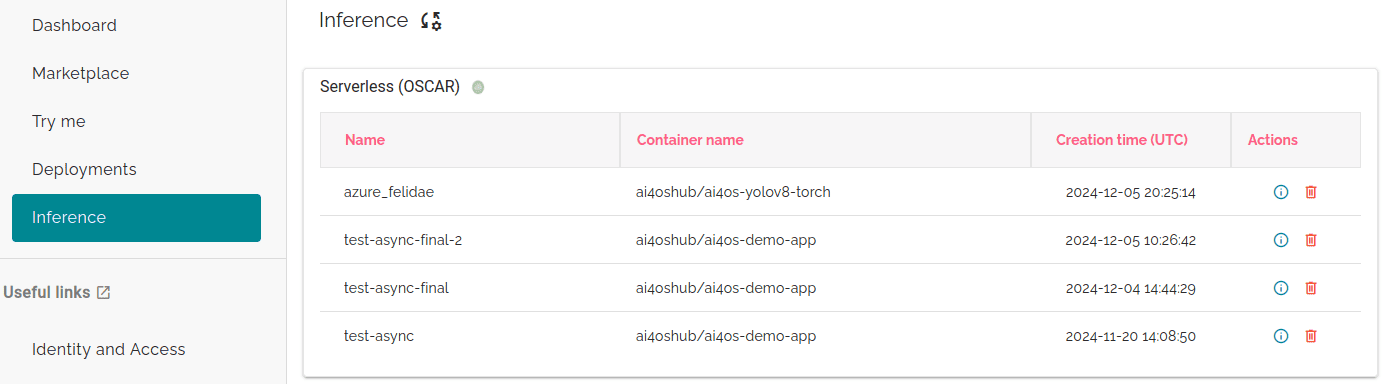 Dashboard
Marketplace
Try me
Deployments
Inference
Useful links
Identity and Access
Inference
Serverless (OSCAR)
Name Container name Creation time (UTC) Actions
azure_felidae ai4oshub/ai4os-yolov8-torch 2024-12-05 20:25:14
test-async-final-2 ai4oshub/ai4os-demo-app 2024-12-05 10:26:42
test-async-final ai4oshub/ai4os-demo-app 2024-12-04 14:44:29
test-async ai4oshub/ai4os-demo-app 2024-11-20 14:08:50